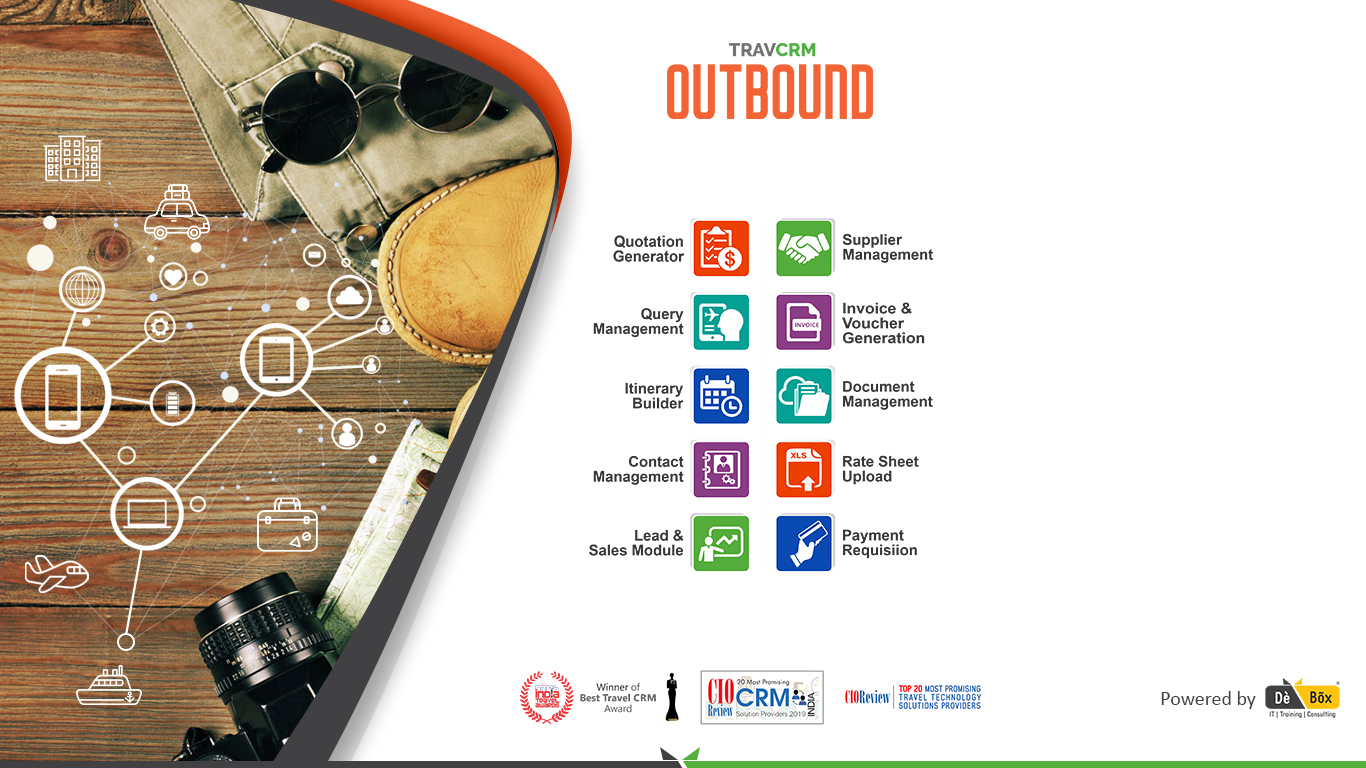 TRAVCRM
OUTBOUND
Quotation
Generator
Supplier
Management
Query
Management
Invoice &
Voucher
Generation
INVOICE
Itinerary
Builder
Document
Management
Contact
Management
XLS
Rate Sheet
Upload
Lead &
Sales Module
Payment
Requisiion
india
awards
Winner of
Best Travel CRM
Award
CIO
Review
20 Most Promising
CRM
INDIA
Solution Providers 2019
CIOReview
TOP 20 MOST PROMISING
TRAVEL TECHNOLOGY
SOLUTIONS PROVIDERS
Powered by
Dè Bõx
IT | Training | Consulting